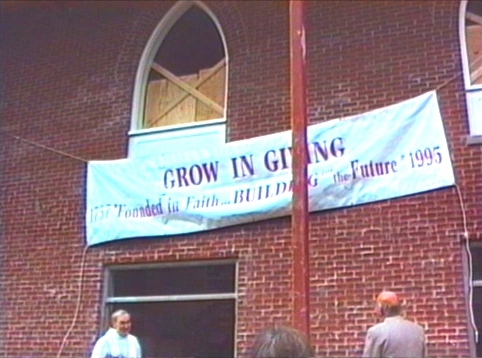 GROW IN GIVING
"Founded in Faith... BUILDING the Future" 1995